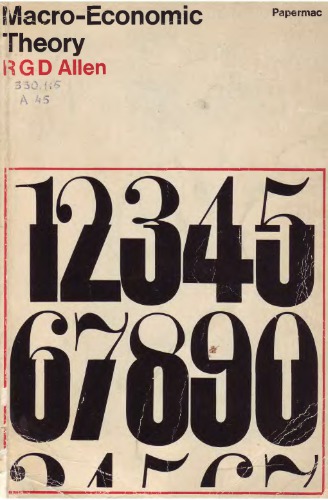 Macro-Economic
Papermac
Theory
R G D Allen
330.1:5
A 45
12345
67890